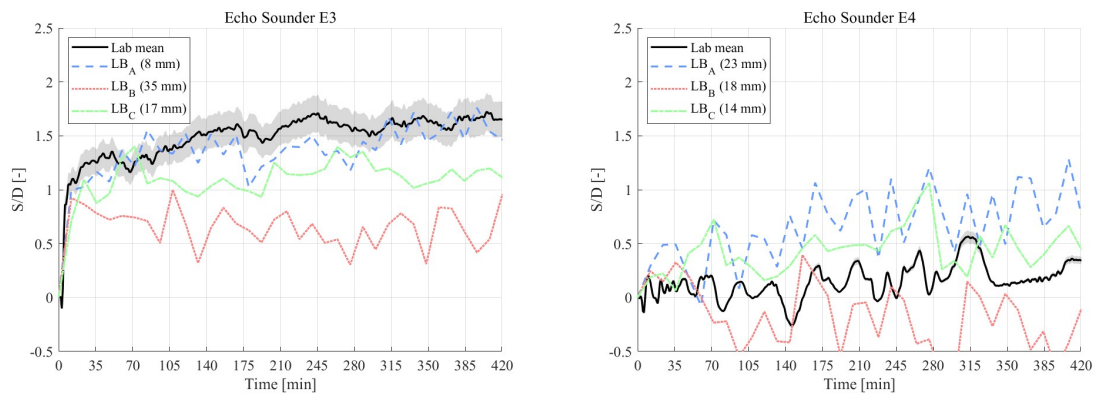 Echo Sounder E3
2.5
2
1.5
1
0.5
0
-0.5
S/D [-]
Lab mean
LB_A (8 mm)
LB_B (35 mm)
LB_C (17 mm)
0 35 70 105 140 175 210 245 280 315 350 385 420
Time [min]
Echo Sounder E4
2.5
2
1.5
1
0.5
0
-0.5
S/D [-]
Lab mean
LB_A (23 mm)
LB_B (18 mm)
LB_C (14 mm)
0 35 70 105 140 175 210 245 280 315 350 385 420
Time [min]